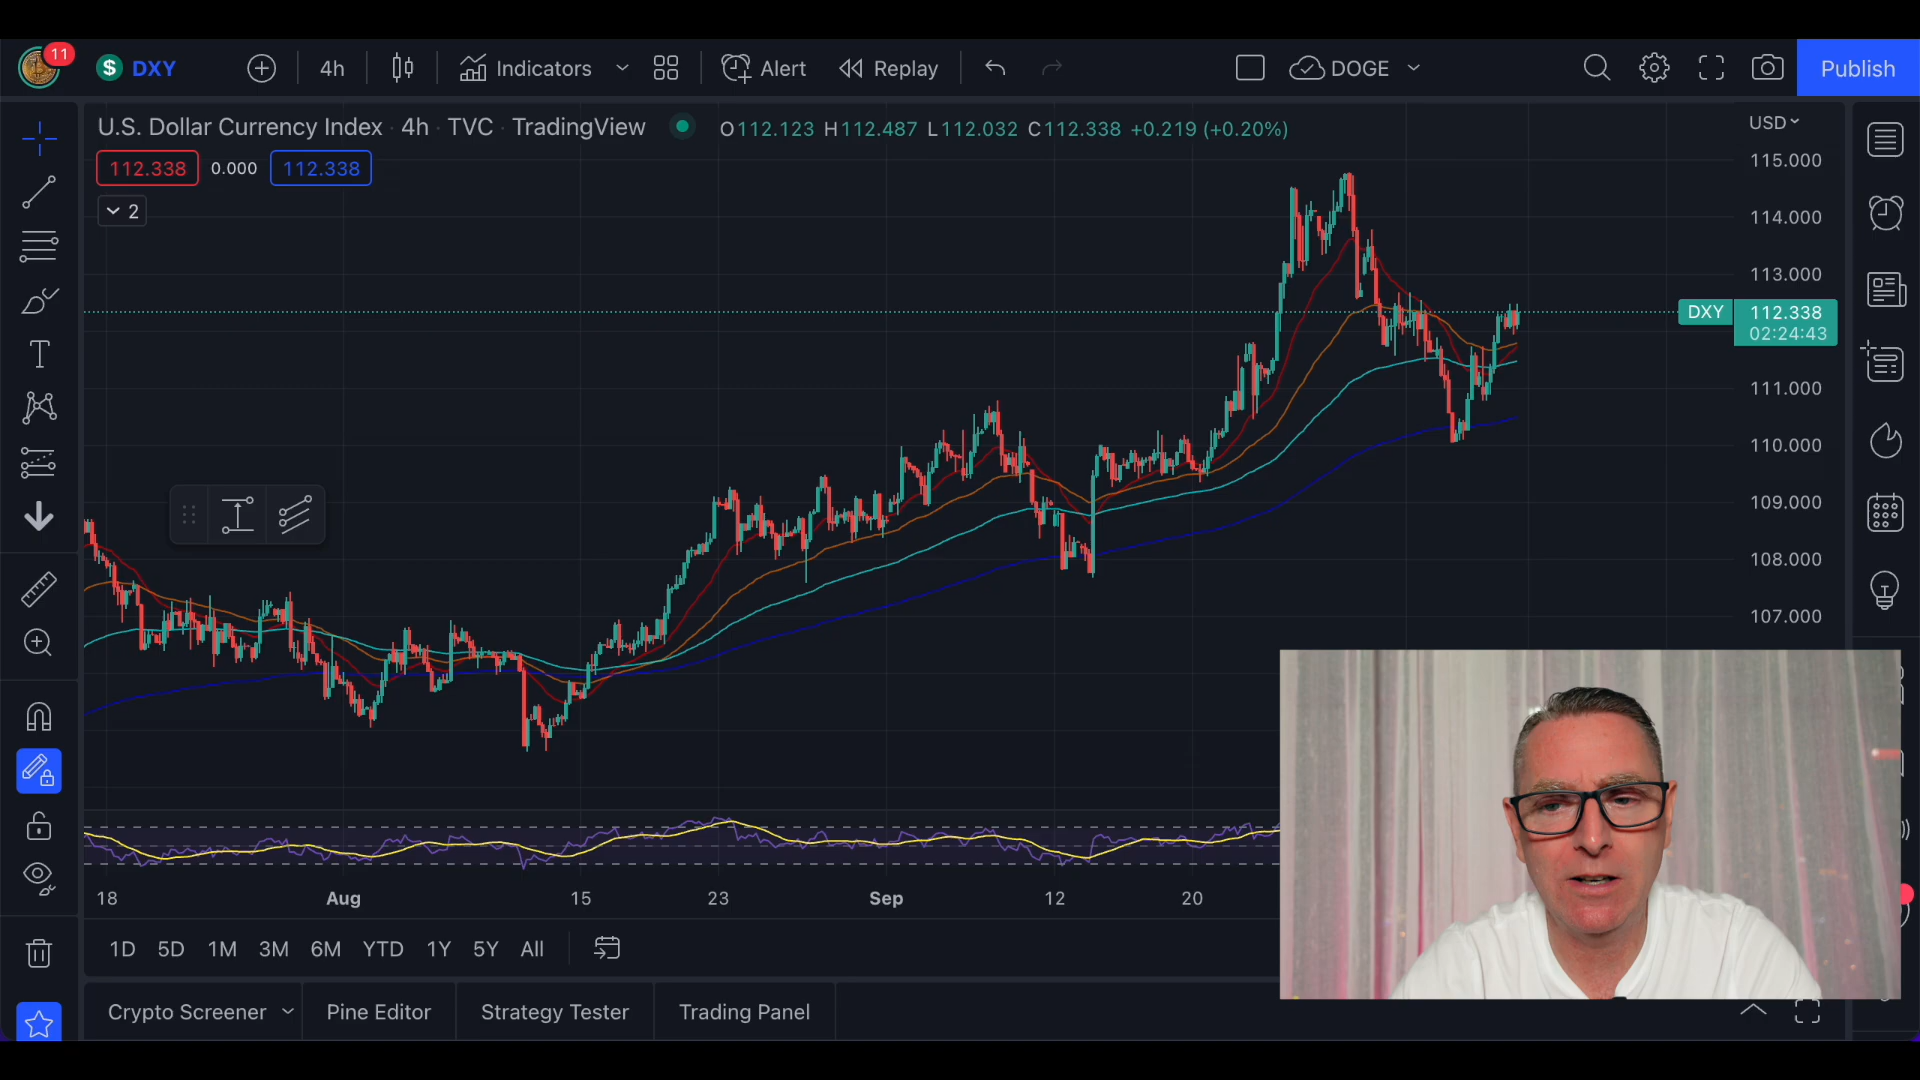 11
$ DXY
4h
Indicators
Alert
Replay
DOGE
Publish
U.S. Dollar Currency Index · 4h · TVC · TradingView
O112.123 H112.487 L112.032 C112.338 +0.219 (+0.20%)
USD
112.338
0.000
112.338
2
115.000
114.000
113.000
DXY
112.338
02:24:43
111.000
110.000
109.000
108.000
107.000
T
18
Aug
15
23
Sep
12
20
1D
5D
1M
3M
6M
YTD
1Y
5Y
All
Crypto Screener
Pine Editor
Strategy Tester
Trading Panel